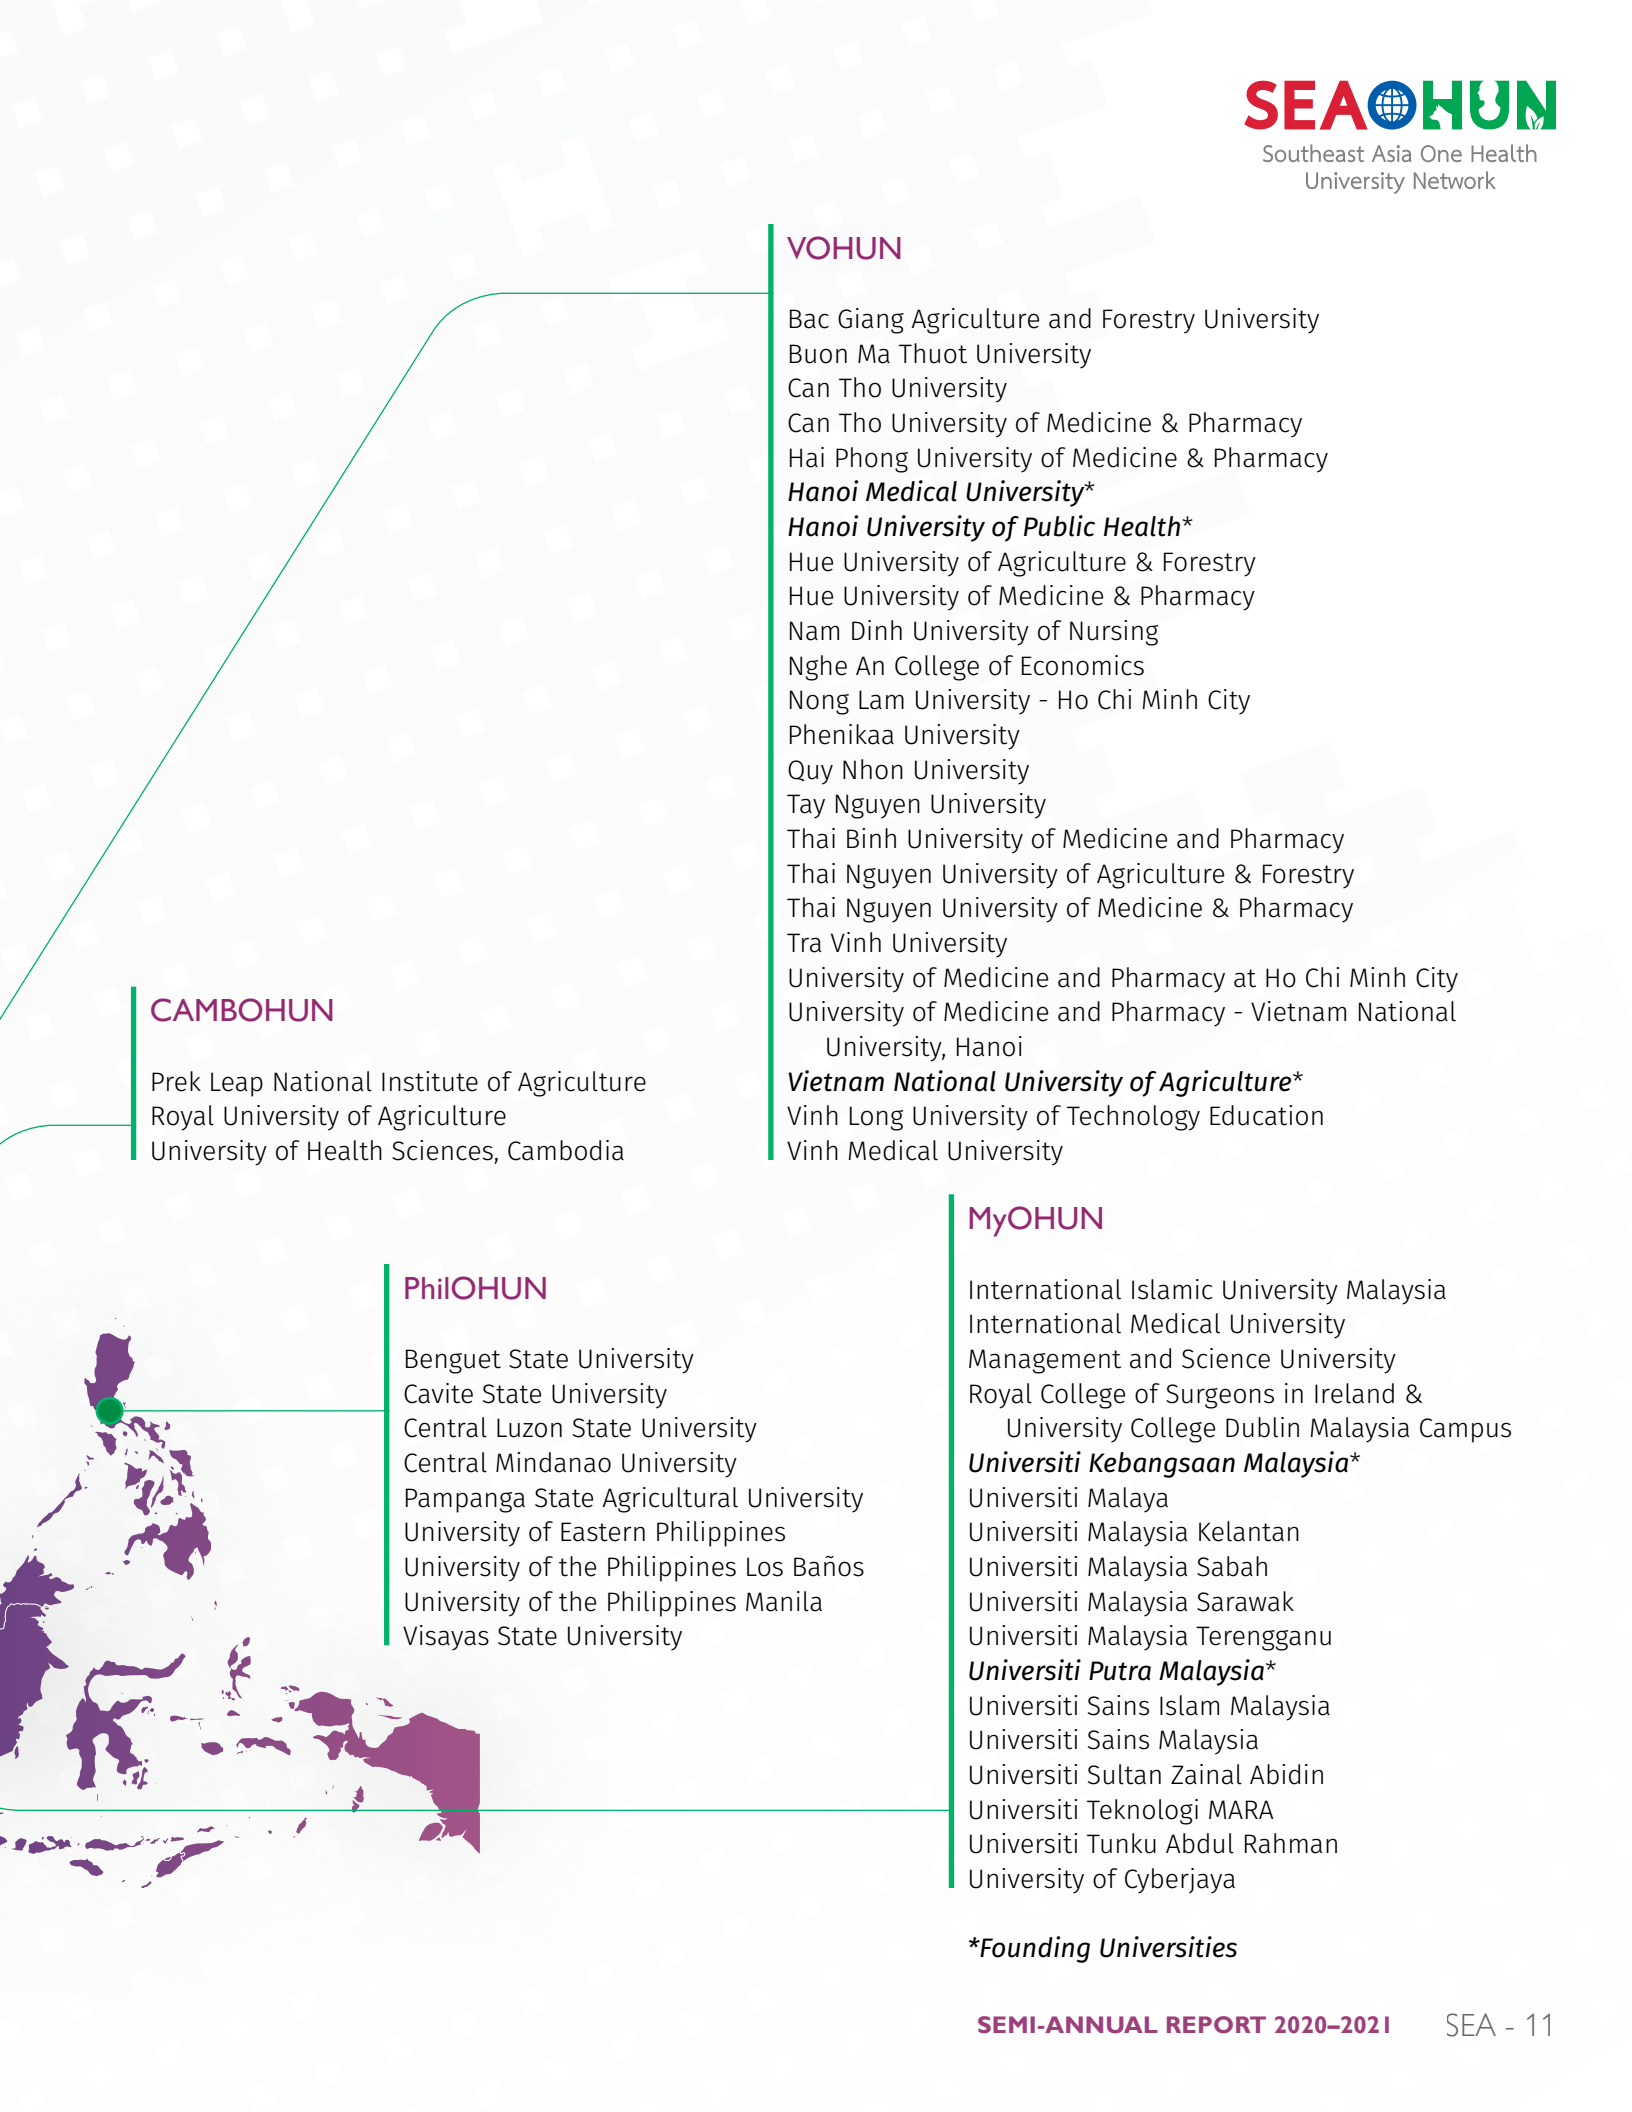 SEAOHUN
Southeast Asia One Health
University Network
VOHUN
Bac Giang Agriculture and Forestry University
Buon Ma Thuot University
Can Tho University
Can Tho University of Medicine & Pharmacy
Hai Phong University of Medicine & Pharmacy
Hanoi Medical University*
Hanoi University of Public Health*
Hue University of Agriculture & Forestry
Hue University of Medicine & Pharmacy
Nam Dinh University of Nursing
Nghe An College of Economics
Nong Lam University - Ho Chi Minh City
Phenikaa University
Quy Nhon University
Tay Nguyen University
Thai Binh University of Medicine and Pharmacy
Thai Nguyen University of Agriculture & Forestry
Thai Nguyen University of Medicine & Pharmacy
Tra Vinh University
University of Medicine and Pharmacy at Ho Chi Minh City
University of Medicine and Pharmacy - Vietnam National
University, Hanoi
Vietnam National University of Agriculture*
Vinh Long University of Technology Education
Vinh Medical University
CAMBOHUN
Prek Leap National Institute of Agriculture
Royal University of Agriculture
University of Health Sciences, Cambodia
PhilOHUN
Benguet State University
Cavite State University
Central Luzon State University
Central Mindanao University
Pampanga State Agricultural University
University of Eastern Philippines
University of the Philippines Los Baños
University of the Philippines Manila
Visayas State University
MyOHUN
International Islamic University Malaysia
International Medical University
Management and Science University
Royal College of Surgeons in Ireland &
University College Dublin Malaysia Campus
Universiti Kebangsaan Malaysia*
Universiti Malaya
Universiti Malaysia Kelantan
Universiti Malaysia Sabah
Universiti Malaysia Sarawak
Universiti Malaysia Terengganu
Universiti Putra Malaysia*
Universiti Sains Islam Malaysia
Universiti Sains Malaysia
Universiti Sultan Zainal Abidin
Universiti Teknologi MARA
Universiti Tunku Abdul Rahman
University of Cyberjaya
*Founding Universities
SEMI-ANNUAL REPORT 2020–2021 SEA - 11